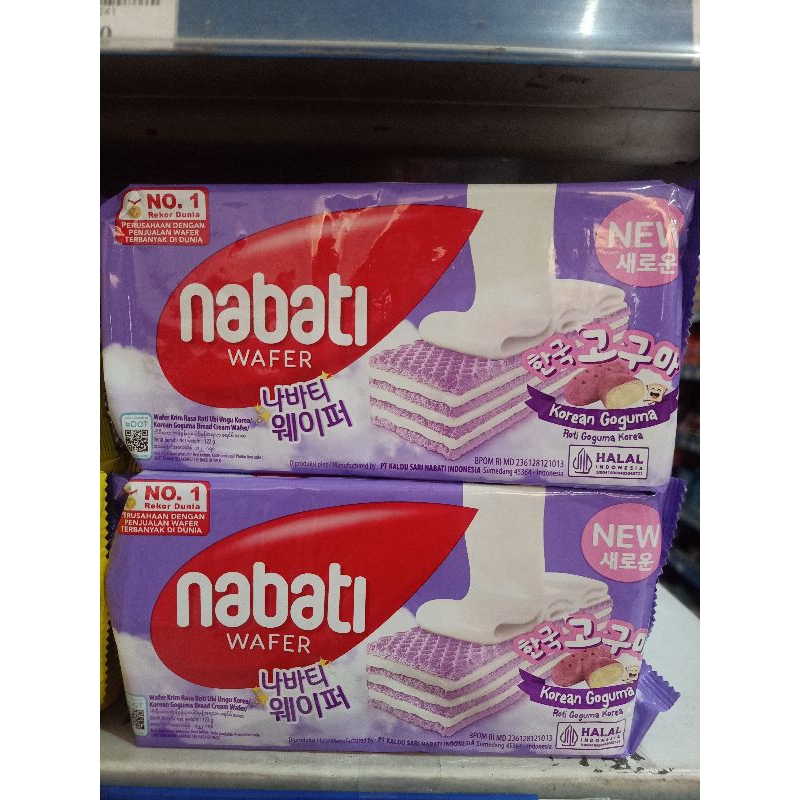 NO. 1
Rekor Dunia
PERUSAHAAN DENGAN
PENJUALAN WAFER
TERBANYAK DI DUNIA
nabati
WAFER
NEW
새로운
나바티
웨이퍼
한국 고구마
Korean Goguma
Roti Goguma Korea
Wafer Krim Rasa Roti Ubi Ungu Korea/
Korean Goguma Bread Cream Wafer/
Diproduksi oleh/Manufactured by: PT KALDU SARI NABATI INDONESIA Sumedang 45364 - Indonesia
BPOM RI MD 236128121013
HALAL
INDONESIA
NO. 1
Rekor Dunia
PERUSAHAAN DENGAN
PENJUALAN WAFER
TERBANYAK DI DUNIA
nabati
WAFER
NEW
새로운
나바티
웨이퍼
한국 고구마
Korean Goguma
Roti Goguma Korea
Wafer Krim Rasa Roti Ubi Ungu Korea/
Korean Goguma Bread Cream Wafer/
Diproduksi oleh/Manufactured by: PT KALDU SARI NABATI INDONESIA Sumedang 45364 - Indonesia
BPOM RI MD 236128121013
HALAL
INDONESIA